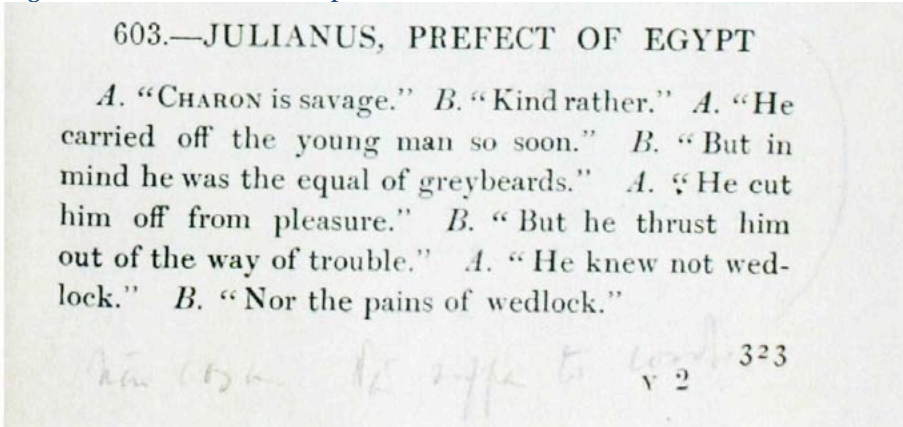 603.—JULIANUS, PREFECT OF EGYPT
A. “CHARON is savage.” B. “Kind rather.” A. “He
carried off the young man so soon.” B. “But in
mind he was the equal of greybeards.” A. “He cut
him off from pleasure.” B. “But he thrust him
out of the way of trouble.” A. “He knew not wed-
lock.” B. “Nor the pains of wedlock.”
323
v 2